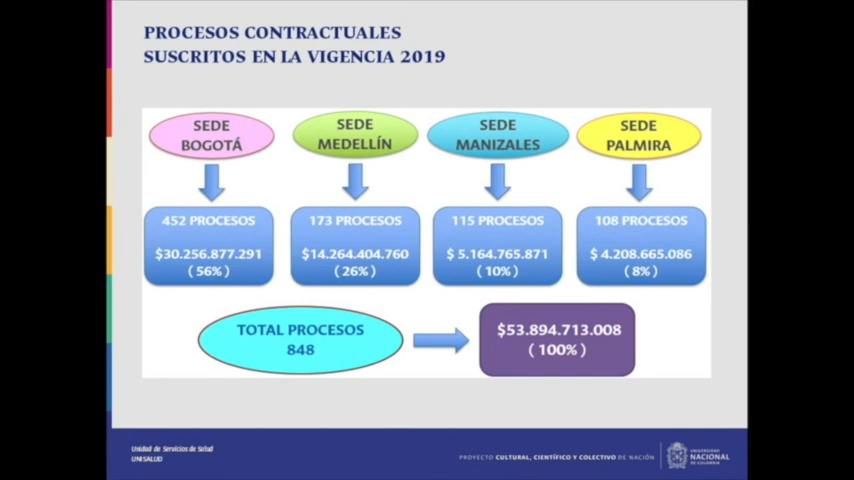 PROCESOS CONTRACTUALES
SUSCRITOS EN LA VIGENCIA 2019
SEDE
BOGOTÁ
SEDE
MEDELLÍN
SEDE
MANIZALES
SEDE
PALMIRA
452 PROCESOS
$30.256.877.291
( 56%)
173 PROCESOS
$14.264.404.760
( 26%)
115 PROCESOS
$ 5.164.765.871
( 10%)
108 PROCESOS
$ 4.208.665.086
( 8%)
TOTAL PROCESOS
848
$53.894.713.008
( 100%)
Unidad de Servicios de Salud
UNISALUD
PROYECTO CULTURAL, CIENTÍFICO Y COLECTIVO DE NACIÓN
UNIVERSIDAD
NACIONAL
DE COLOMBIA